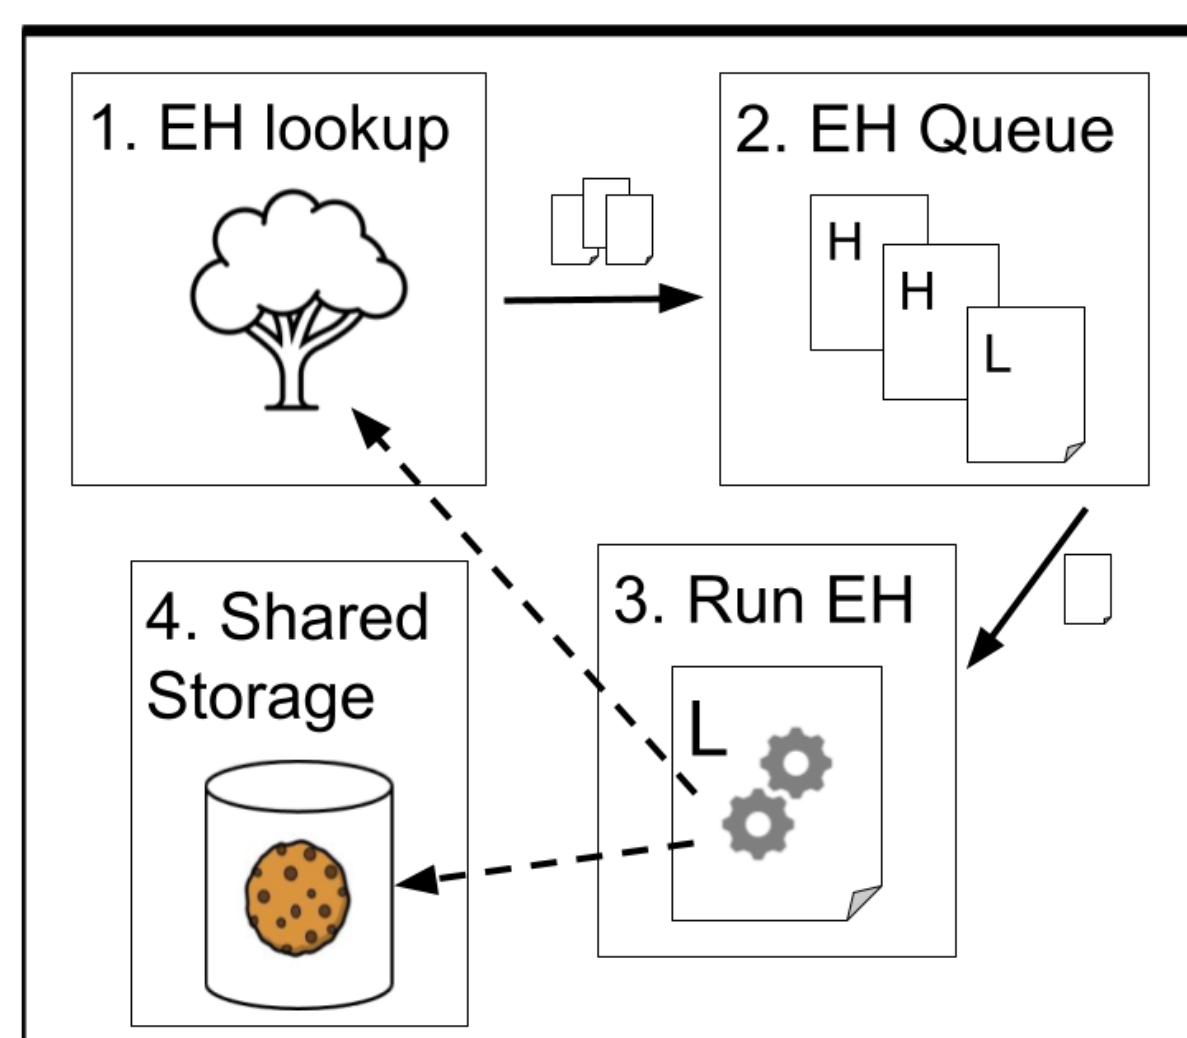 1. EH lookup
2. EH Queue
H
H
L
3. Run EH
L
4. Shared
Storage